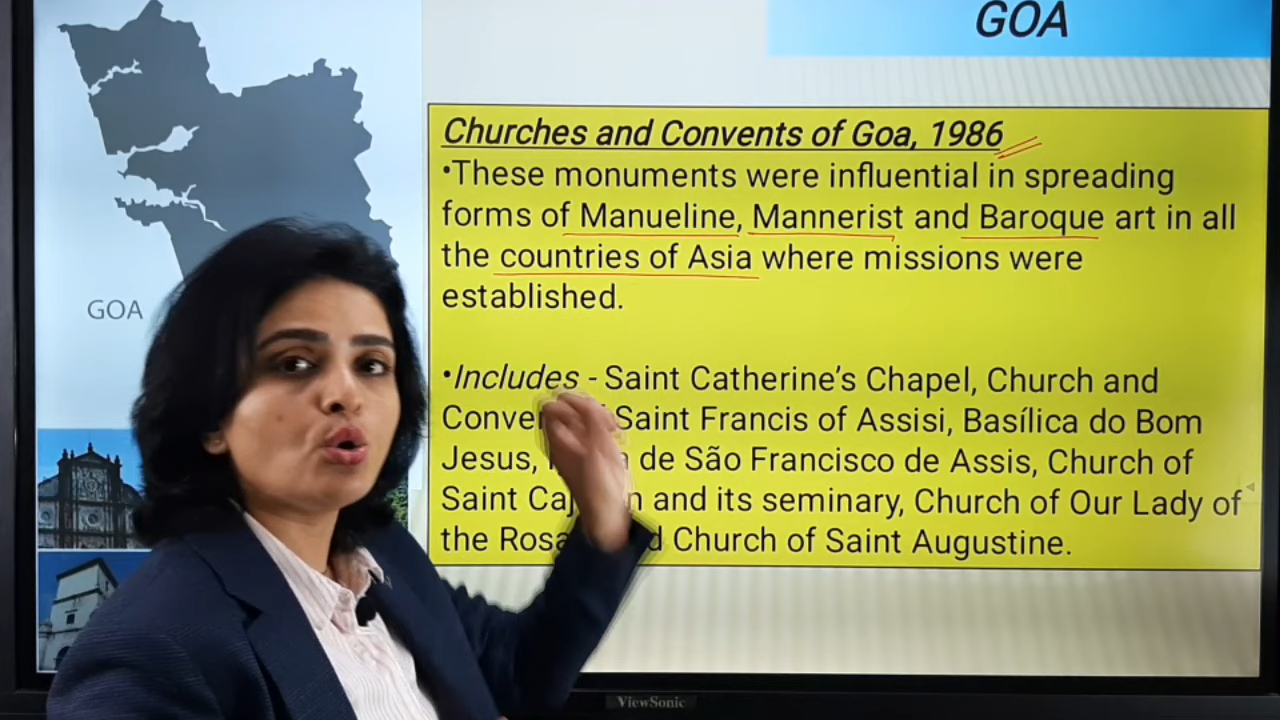 GOA
Churches and Convents of Goa, 1986
•These monuments were influential in spreading
forms of Manueline, Mannerist and Baroque art in all
the countries of Asia where missions were
established.
•Includes - Saint Catherine's Chapel, Church and
Saint Francis of Assisi, Basílica do Bom
Jesus, de São Francisco de Assis, Church of
Saint and its seminary, Church of Our Lady of
the Church of Saint Augustine.
GOA
ViewSonic